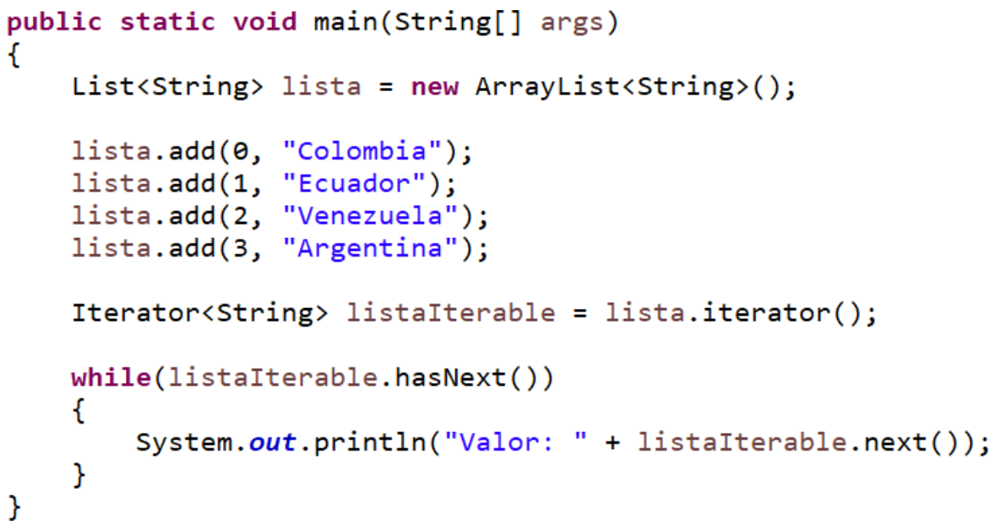 public static void main(String[] args)
{
    List<String> lista = new ArrayList<String>();

    lista.add(0, "Colombia");
    lista.add(1, "Ecuador");
    lista.add(2, "Venezuela");
    lista.add(3, "Argentina");

    Iterator<String> listaIterable = lista.iterator();

    while(listaIterable.hasNext())
    {
        System.out.println("Valor: " + listaIterable.next());
    }
}